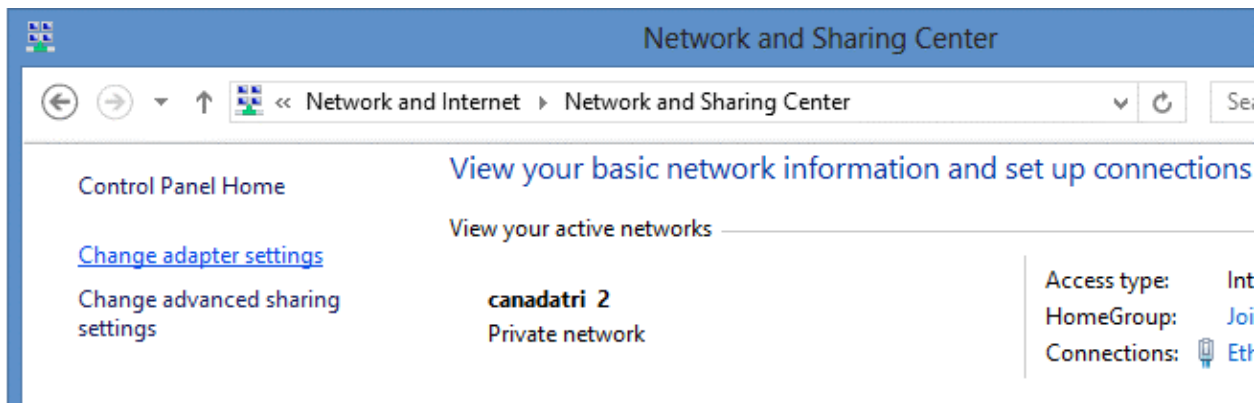 Network and Sharing Center
« Network and Internet Network and Sharing Center
Control Panel Home
Change adapter settings
Change advanced sharing
settings
View your basic network information and set up connections
View your active networks
canadatri 2
Private network
Access type:
HomeGroup:
Connections: